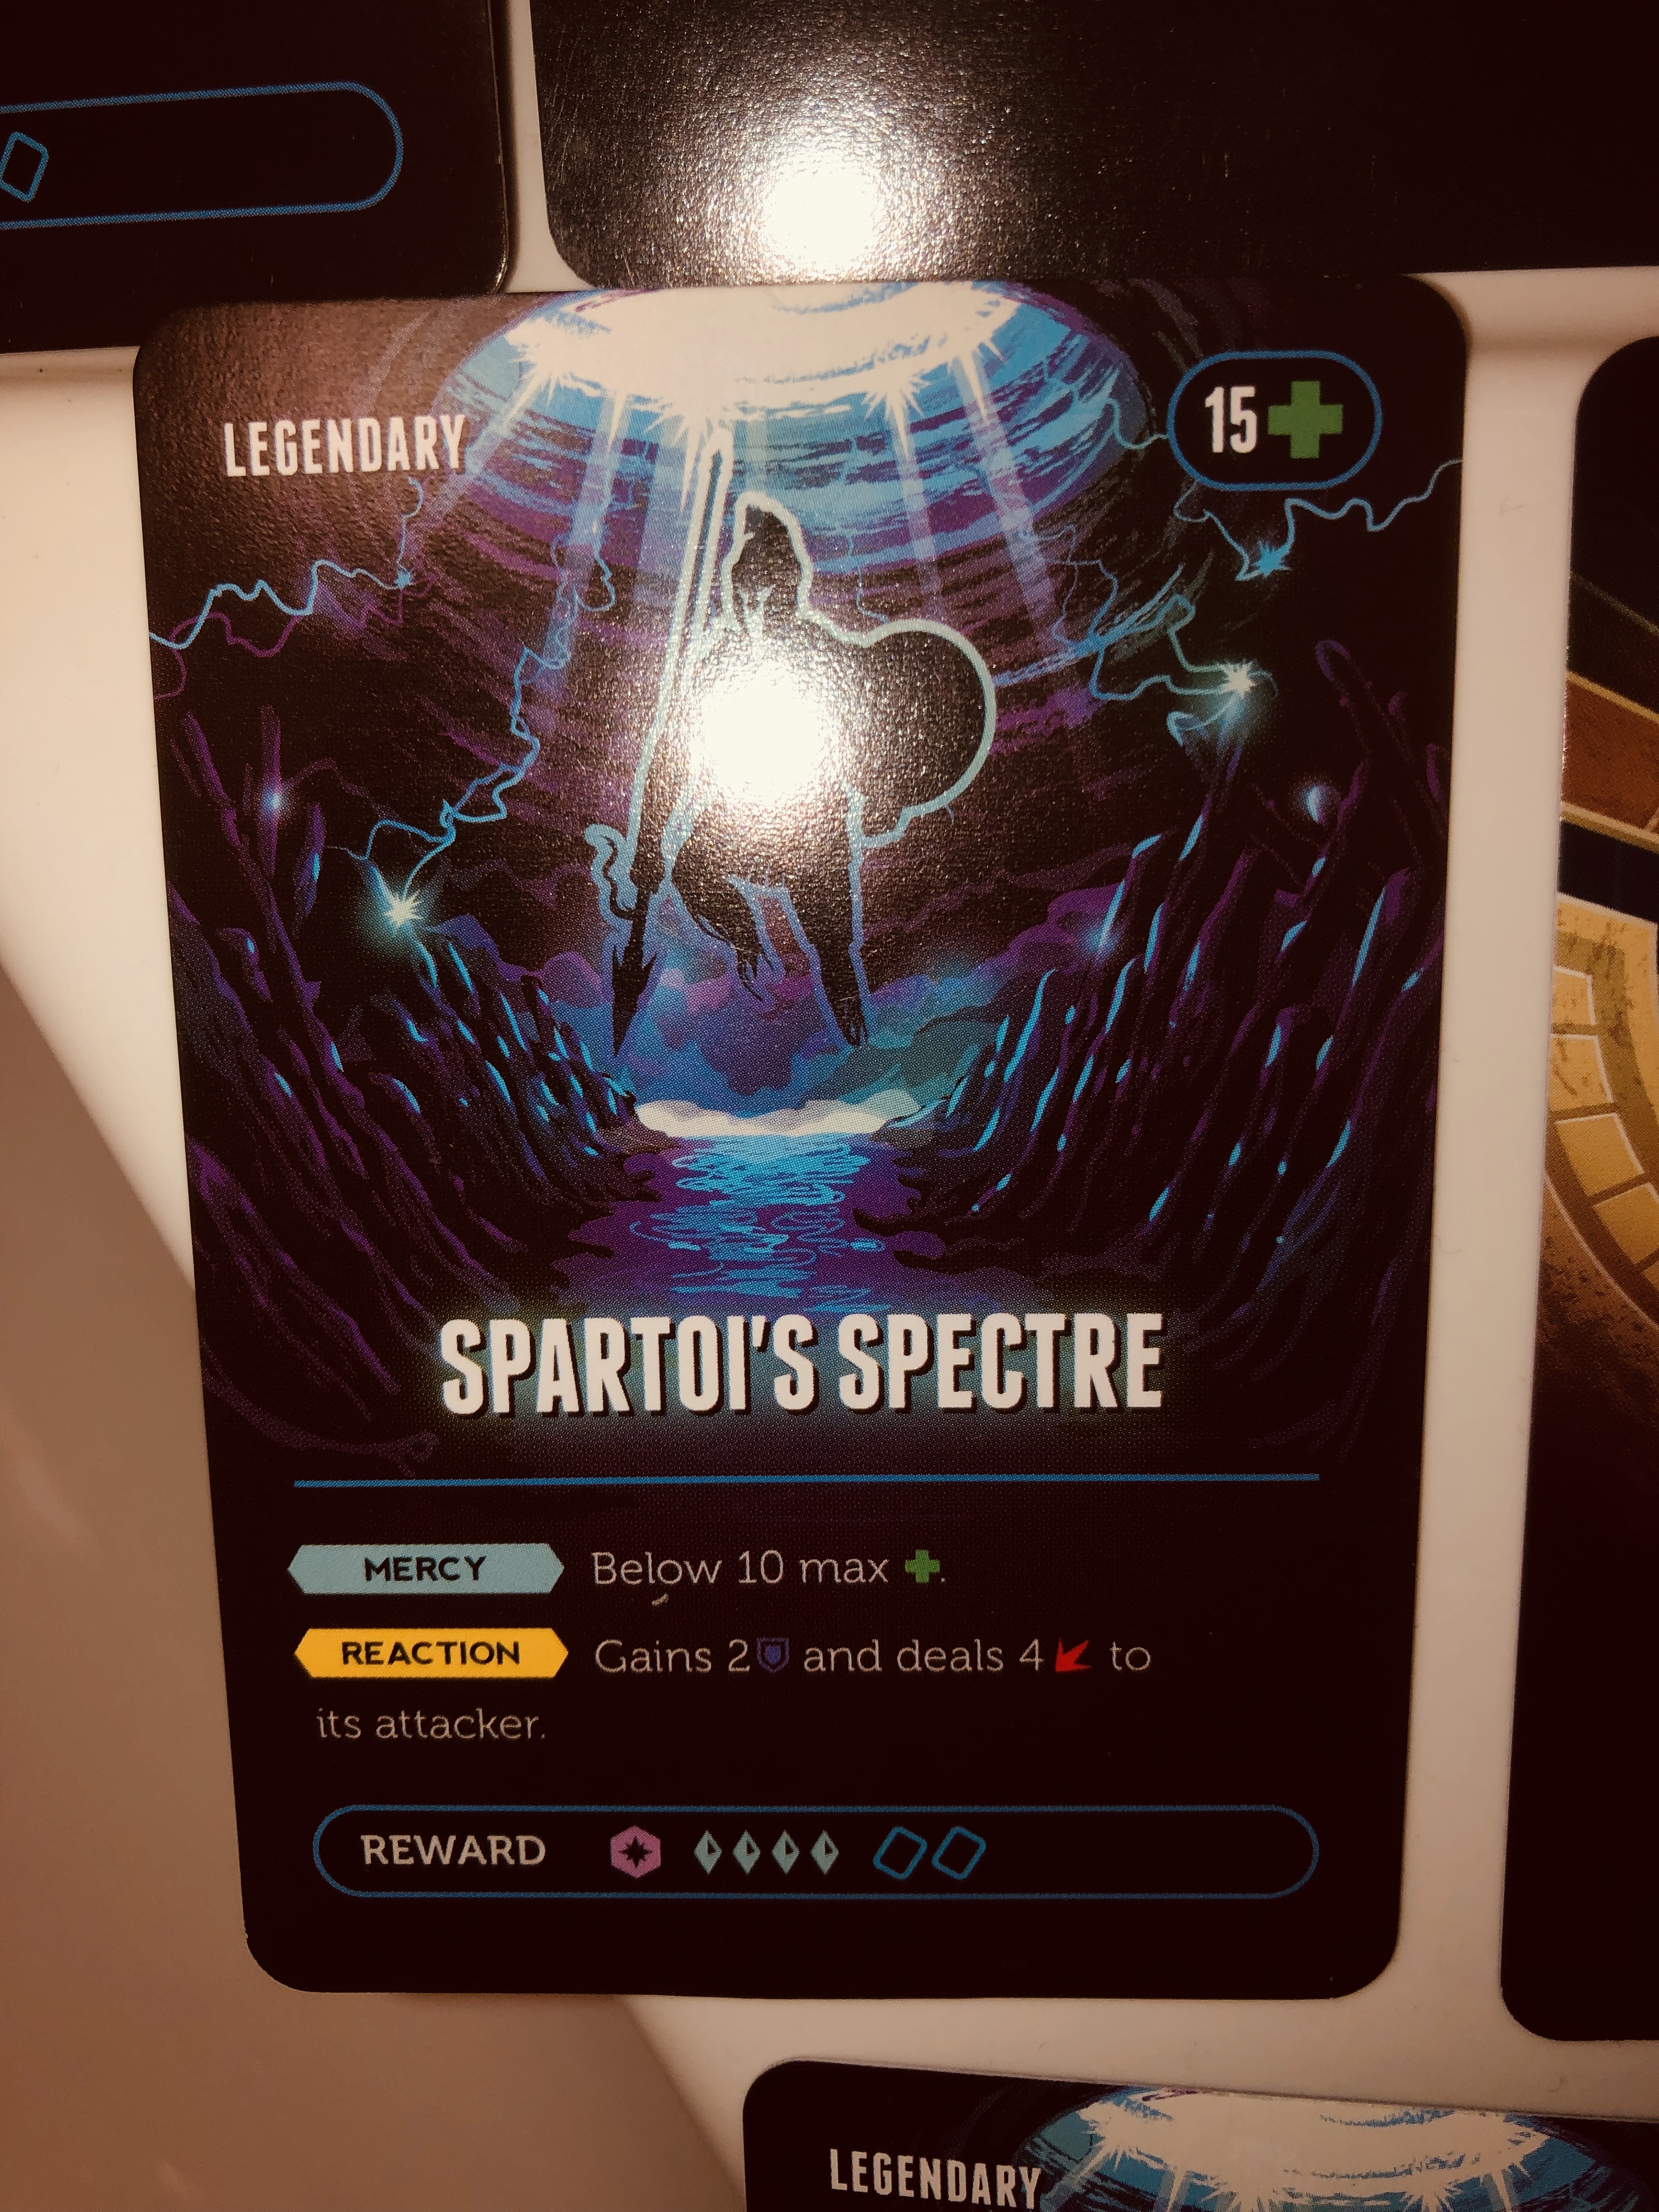 LEGENDARY
15
SPARTOI'S SPECTRE
MERCY Below 10 max .
REACTION Gains 2 and deals 4 to
its attacker.
REWARD
LEGENDARY